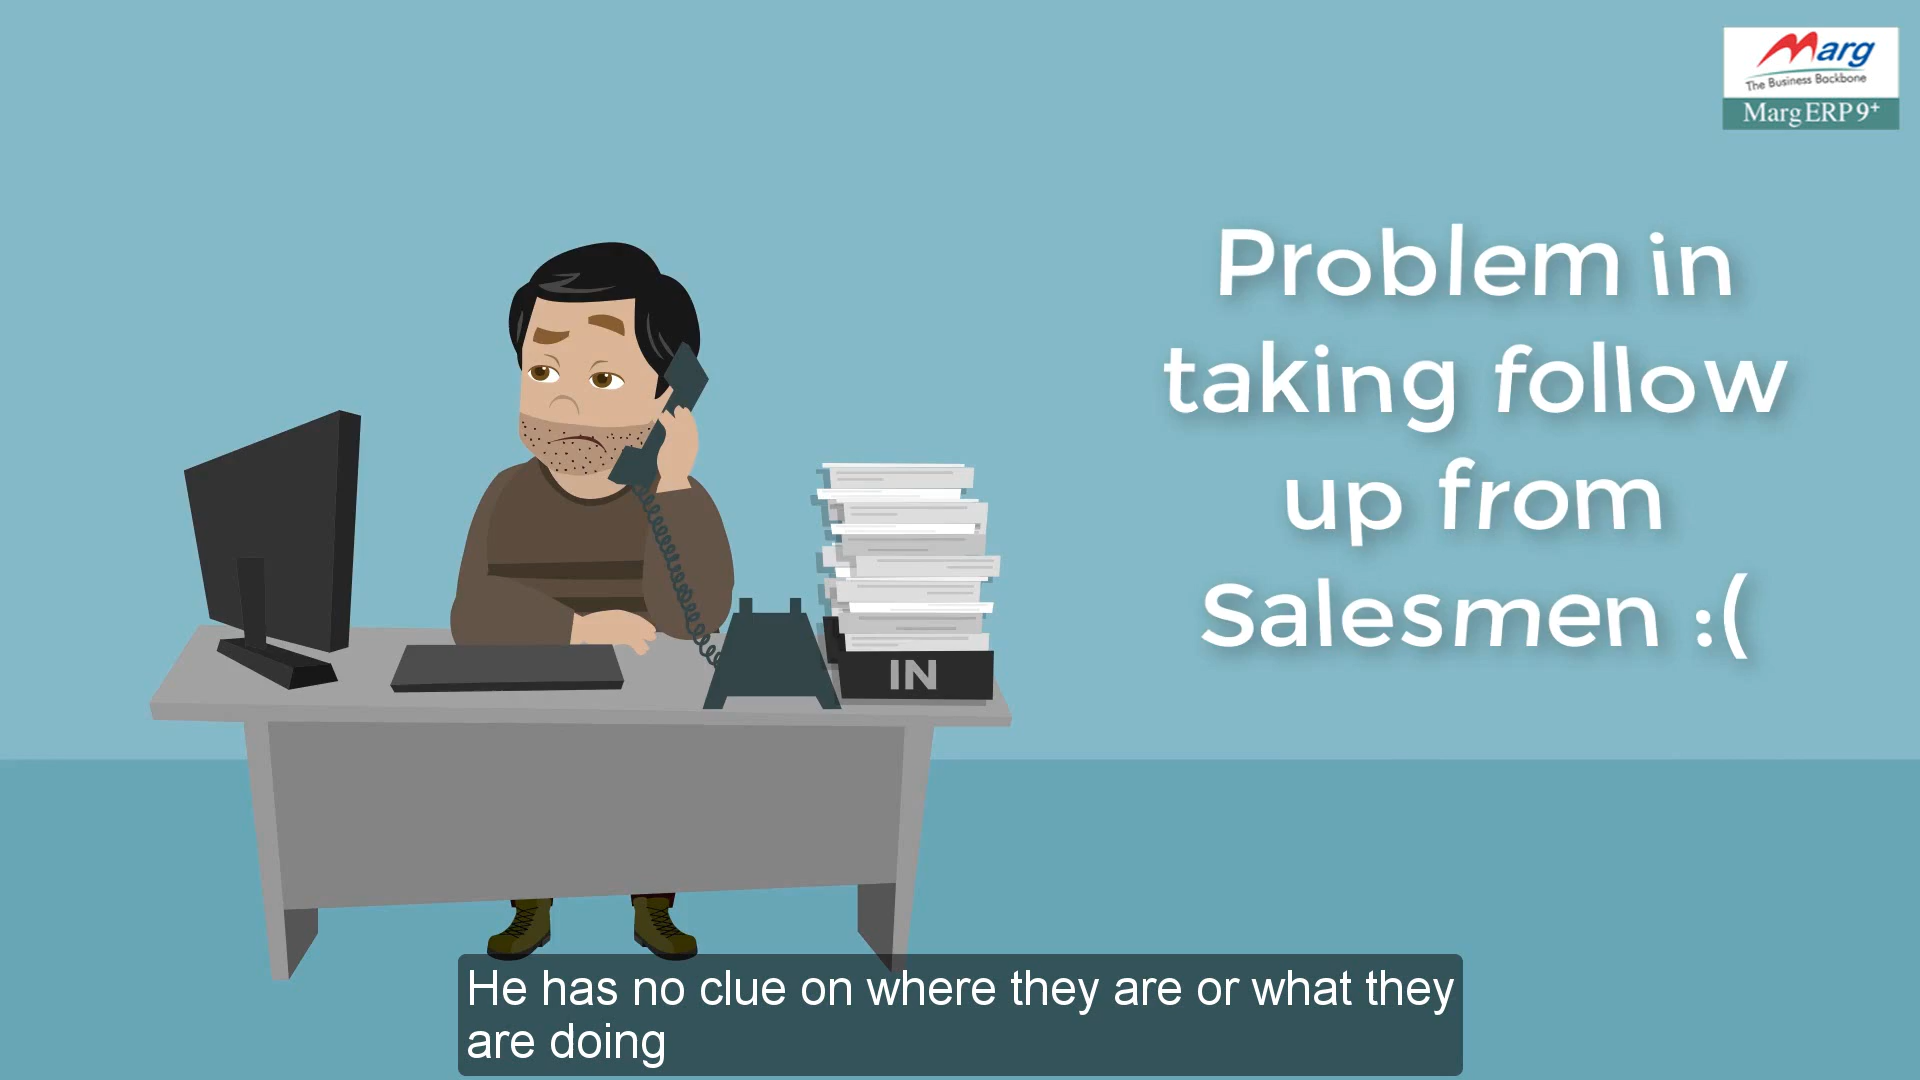 Marg
The Business Backbone
Marg ERP 9+
Problem in
taking follow
up from
Salesmen :(
IN
He has no clue on where they are or what they
are doing